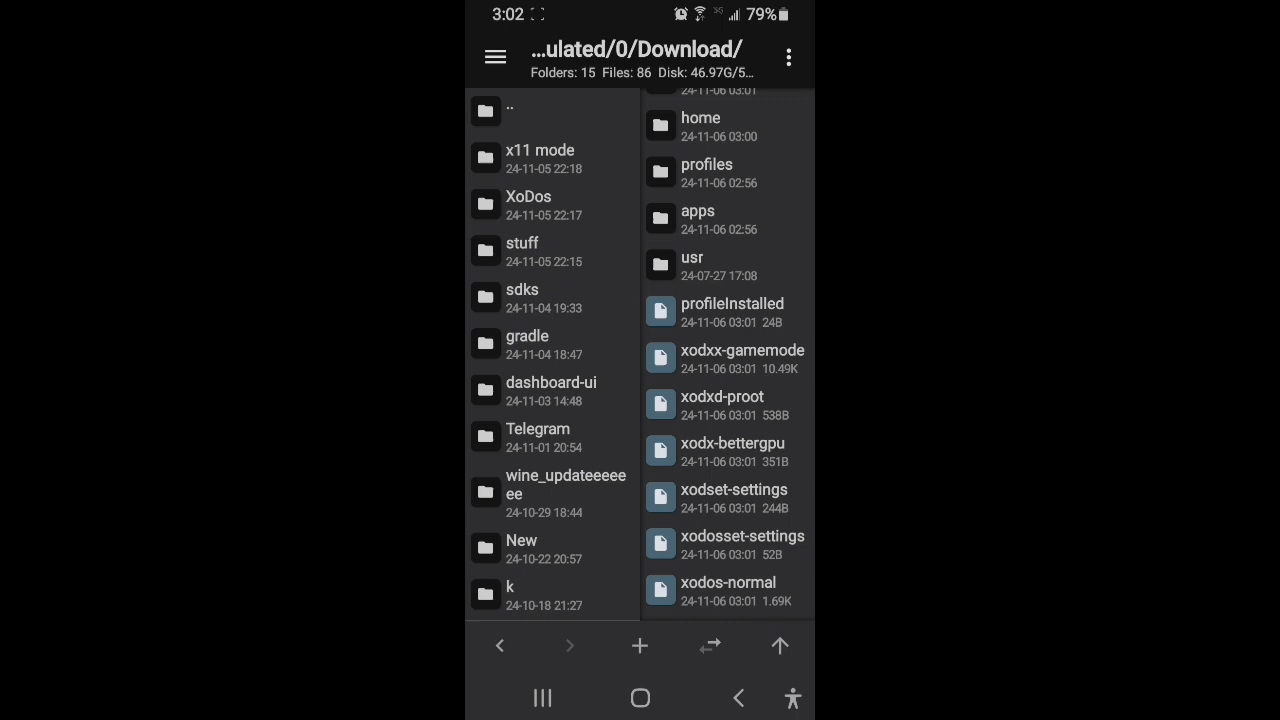 3:02
3G
79%
...ulated/0/Download/
Folders: 15 Files: 86 Disk: 46.97G/5...
..
x11 mode
24-11-05 22:18
XoDos
24-11-05 22:17
stuff
24-11-05 22:15
sdks
24-11-04 19:33
gradle
24-11-04 18:47
dashboard-ui
24-11-03 14:48
Telegram
24-11-01 20:54
wine_updateeeee
ee
24-10-29 18:44
New
24-10-22 20:57
k
24-10-18 21:27
24-11-06 03:01
home
24-11-06 03:00
profiles
24-11-06 02:56
apps
24-11-06 02:56
usr
24-07-27 17:08
profileInstalled
24-11-06 03:01 24B
xodxx-gamemode
24-11-06 03:01 10.49K
xodxd-proot
24-11-06 03:01 538B
xodx-bettergpu
24-11-06 03:01 351B
xodset-settings
24-11-06 03:01 244B
xodosset-settings
24-11-06 03:01 52B
xodos-normal
24-11-06 03:01 1.69K